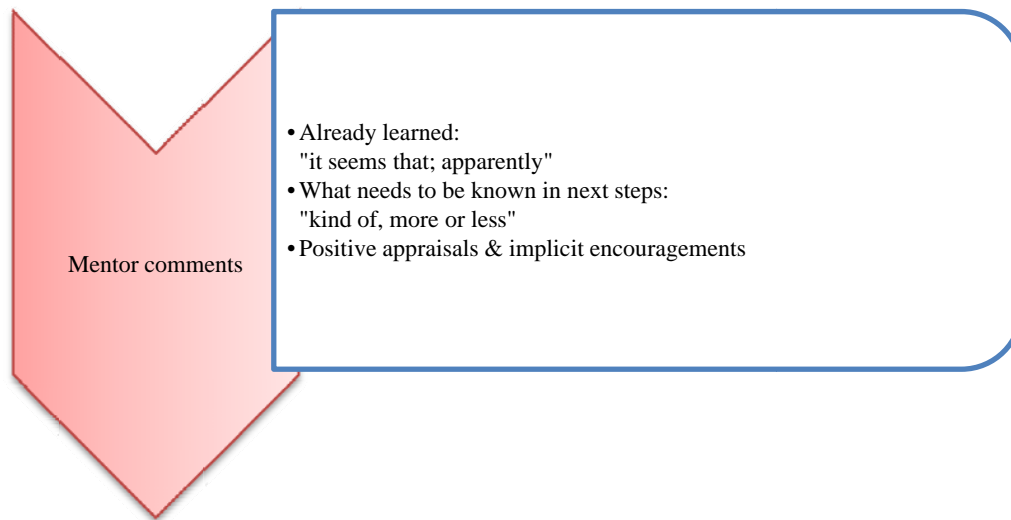 Mentor comments
• Already learned:
"it seems that; apparently"
• What needs to be known in next steps:
"kind of, more or less"
• Positive appraisals & implicit encouragements